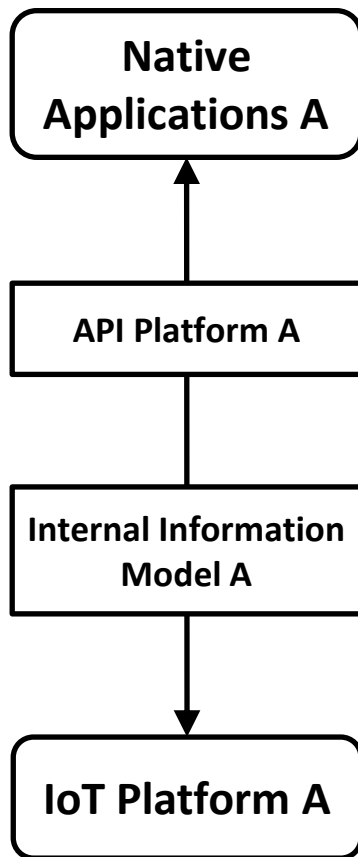 Native
Applications A
API Platform A
Internal Information
Model A
IoT Platform A